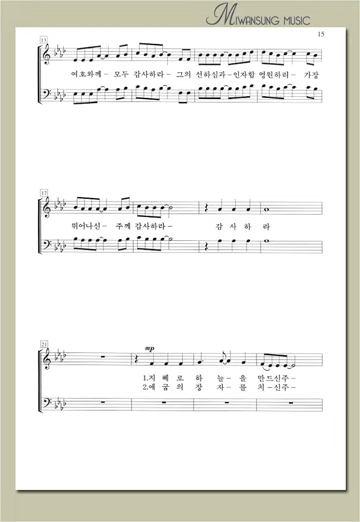 MIWANSUNG MUSIC
15
13
여호와께- 모두 감사하라- 그의 선하심과-인자함 영원하리- 가장
17
뛰어나신- 주께 감사하라- 감 사 하 라
21
mp
1.지 혜 로 하 늘- 을 만드신주-
2.애 굽 의 장 자- 를 치-신주-